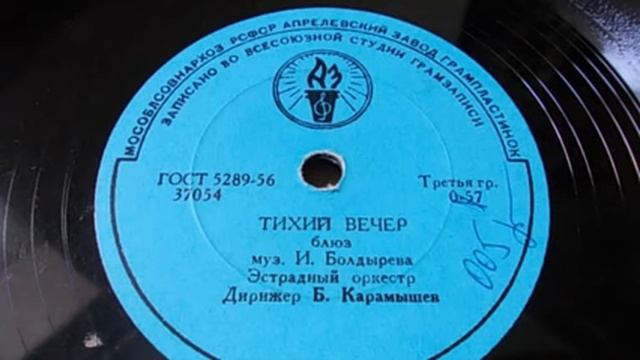 МОСОБЛСОВНАРХОЗ РСФСР АПРЕЛЕВСКИЙ ЗАВОД ГРАМПЛАСТИНОК
ЗАПИСАНО ВО ВСЕСОЮЗНОЙ СТУДИИ ГРАМЗАПИСИ
АЗ
ГОСТ 5289-56
37054
Третья гр.
0-57
ТИХИЙ ВЕЧЕР
блюз
муз. И. Болдырева
Эстрадный оркестр
Дирижер Б. Карамышев